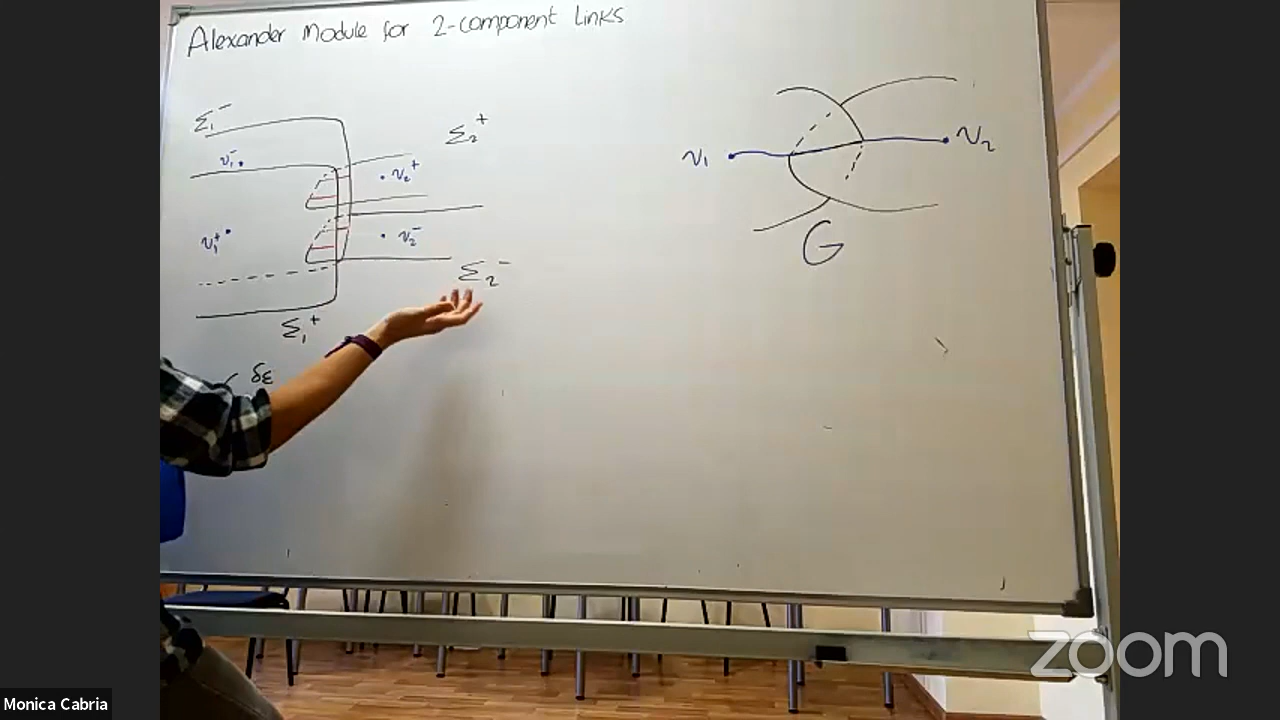 Alexander Module for 2-component Links
Σ₁⁻
Σ₂⁺
v₁⁻
v₂⁺
v₁⁺
v₂⁻
Σ₂⁻
Σ₁⁺
δε
v₁
v₂
G
zoom
Monica Cabria